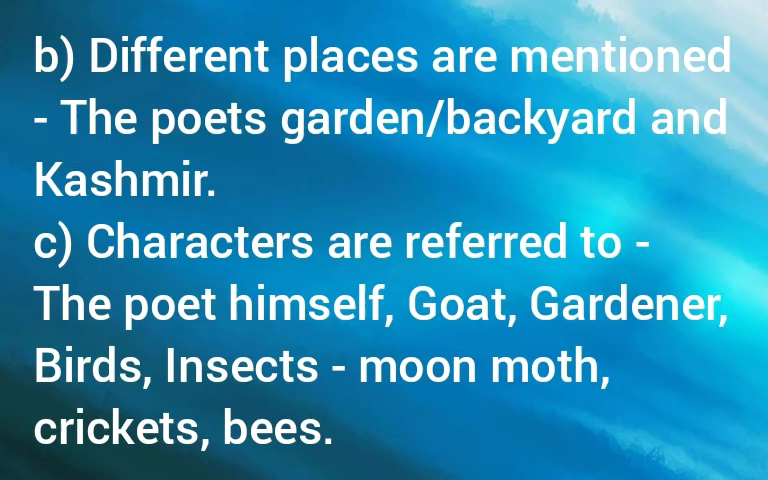 b) Different places are mentioned
- The poets garden/backyard and
Kashmir.
c) Characters are referred to -
The poet himself, Goat, Gardener,
Birds, Insects - moon moth,
crickets, bees.